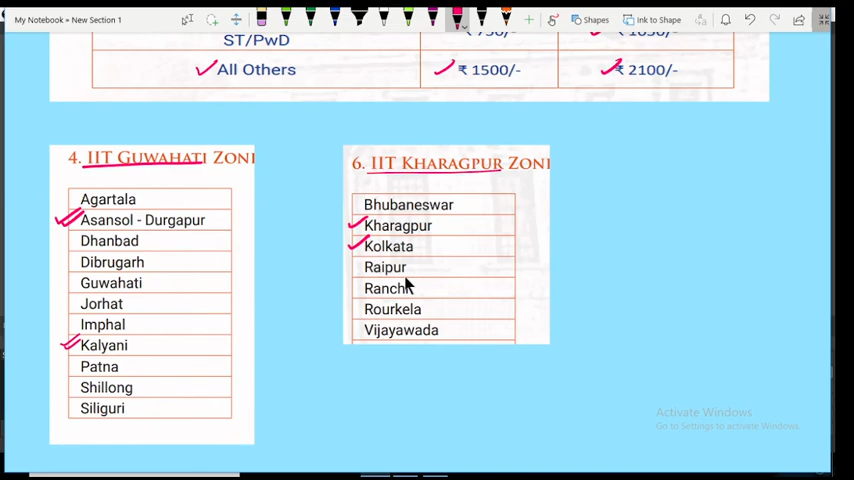 My Notebook » New Section 1
Shapes
Ink to Shape
ST/PwD
All Others
₹ 1500/-
₹ 2100/-
4. IIT GUWAHATI ZON
Agartala
Asansol - Durgapur
Dhanbad
Dibrugarh
Guwahati
Jorhat
Imphal
Kalyani
Patna
Shillong
Siliguri
6. IIT KHARAGPUR ZON
Bhubaneswar
Kharagpur
Kolkata
Raipur
Ranchi
Rourkela
Vijayawada
Activate Windows
Go to Settings to activate Windows.